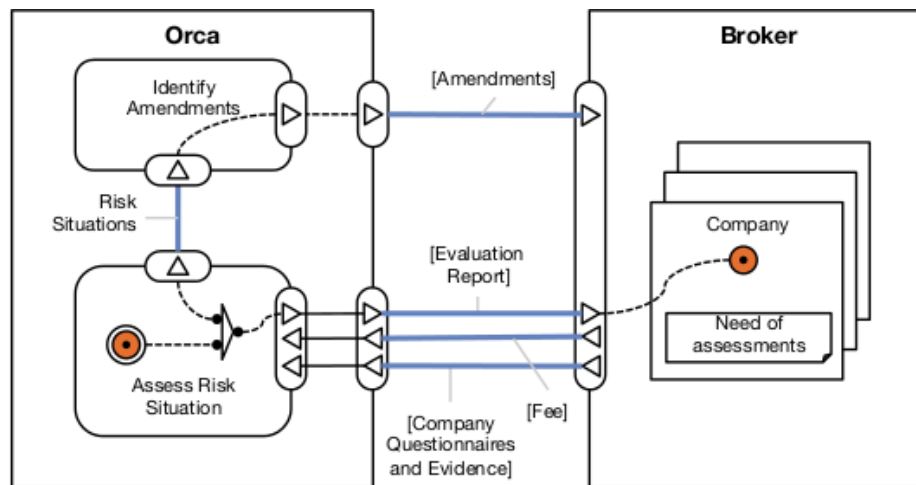 Orca
Broker
Identify
Amendments
[Amendments]
Risk
Situations
Company
[Evaluation
Report]
Need of
assessments
Assess Risk
Situation
[Fee]
[Company
Questionnaires
and Evidence]